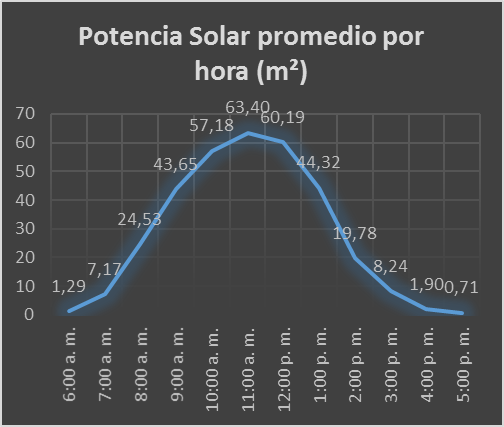 Potencia Solar promedio por
hora (m²)
70
60
50
40
30
20
10
0
1,29
7,17
24,53
43,65
57,18
63,40
60,19
44,32
19,78
8,24
1,90
0,71
6:00 a. m.
7:00 a. m.
8:00 a. m.
9:00 a. m.
10:00 a. m.
11:00 a. m.
12:00 p. m.
1:00 p. m.
2:00 p. m.
3:00 p. m.
4:00 p. m.
5:00 p. m.